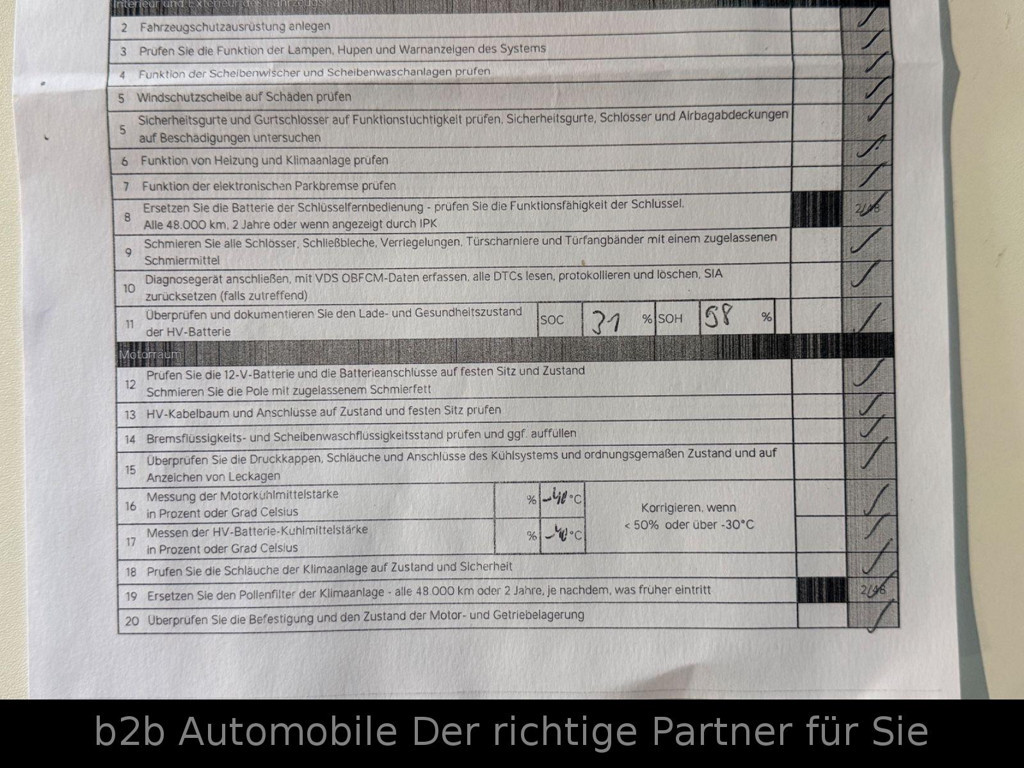 Interieur und Exterieur des Fahrzeugs
2 Fahrzeugschutzausrüstung anlegen
3 Prüfen Sie die Funktion der Lampen, Hupen und Warnanzeigen des Systems
4 Funktion der Scheibenwischer und Scheibenwaschanlagen prüfen
5 Windschutzscheibe auf Schäden prüfen
5 Sicherheitsgurte und Gurtschlösser auf Funktionstüchtigkeit prüfen, Sicherheitsgurte, Schlösser und Airbagabdeckungen
auf Beschädigungen untersuchen
6 Funktion von Heizung und Klimaanlage prüfen
7 Funktion der elektronischen Parkbremse prüfen
8 Ersetzen Sie die Batterie der Schlüsselfernbedienung - prüfen Sie die Funktionsfähigkeit der Schlüssel.
Alle 48.000 km, 2 Jahre oder wenn angezeigt durch IPK 2/48
9 Schmieren Sie alle Schlösser, Schließbleche, Verriegelungen, Türscharniere und Türfangbänder mit einem zugelassenen
Schmiermittel
10 Diagnosegerät anschließen, mit VDS OBFCM-Daten erfassen, alle DTCs lesen, protokollieren und löschen, SIA
zurücksetzen (falls zutreffend)
11 Überprüfen und dokumentieren Sie den Lade- und Gesundheitszustand
der HV-Batterie SOC 31 % SOH 98 %
Motorraum
12 Prüfen Sie die 12-V-Batterie und die Batterieanschlüsse auf festen Sitz und Zustand
Schmieren Sie die Pole mit zugelassenem Schmierfett
13 HV-Kabelbaum und Anschlüsse auf Zustand und festen Sitz prüfen
14 Bremsflüssigkeits- und Scheibenwaschflüssigkeitsstand prüfen und ggf. auffüllen
15 Überprüfen Sie die Druckkappen, Schläuche und Anschlüsse des Kühlsystems und ordnungsgemäßen Zustand und auf
Anzeichen von Leckagen
16 Messung der Motorkühlmittelstärke
in Prozent oder Grad Celsius % -40 °C
Korrigieren, wenn
< 50% oder über -30°C
17 Messen der HV-Batterie-Kühlmittelstärke
in Prozent oder Grad Celsius % -40 °C
18 Prüfen Sie die Schläuche der Klimaanlage auf Zustand und Sicherheit
19 Ersetzen Sie den Pollenfilter der Klimaanlage - alle 48 000 km oder 2 Jahre, je nachdem, was früher eintritt 2/48
20 Überprüfen Sie die Befestigung und den Zustand der Motor- und Getriebelagerung
b2b Automobile Der richtige Partner für Sie